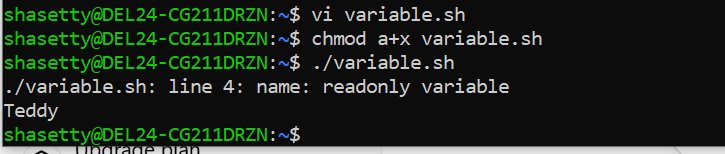 shasetty@DEL24-CG211DRZN:~$ vi variable.sh
shasetty@DEL24-CG211DRZN:~$ chmod a+x variable.sh
shasetty@DEL24-CG211DRZN:~$ ./variable.sh
./variable.sh: line 4: name: readonly variable
Teddy
shasetty@DEL24-CG211DRZN:~$
Upgrade plan